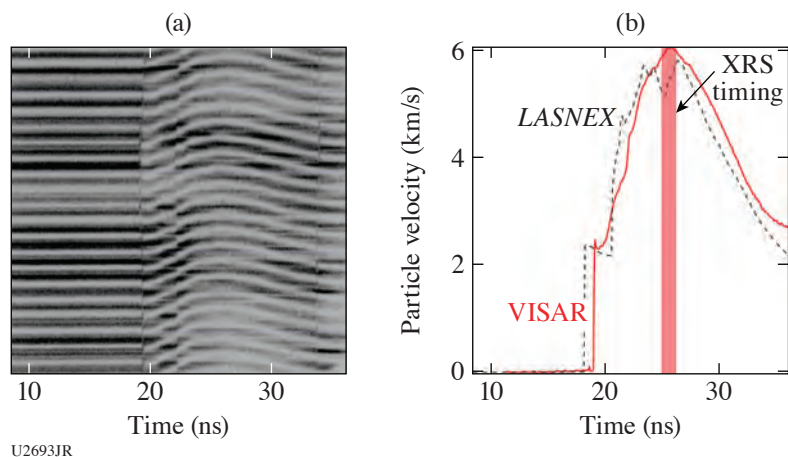 (a)
(b)
10
20
30
Time (ns)
Particle velocity (km/s)
6
4
2
0
LASNEX
XRS
timing
VISAR
10
20
30
Time (ns)
U2693JR